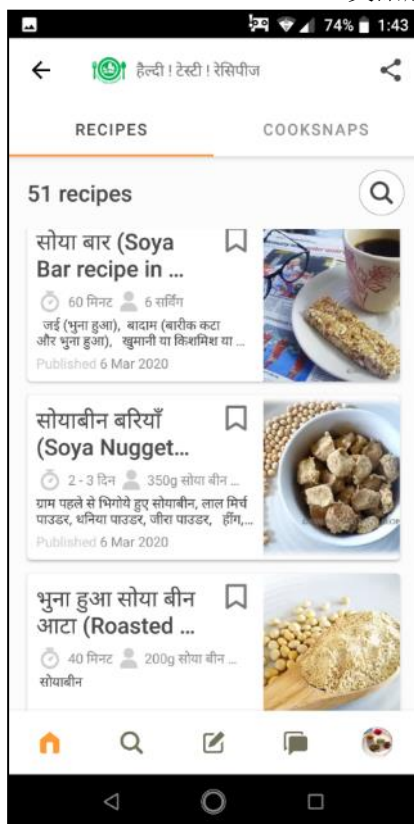 74% 1:43
हैल्दी ! टेस्टी ! रेसिपीज
RECIPES COOKSNAPS
51 recipes
सोया बार (Soya
Bar recipe in ...
60 मिनट 6 सर्विंग
जई (भुना हुआ), बादाम (बारीक कटा
और भुना हुआ), खुमानी या किशमिश या ...
Published 6 Mar 2020
सोयाबीन बरियाँ
(Soya Nugget...
2 - 3 दिन 350g सोया बीन ...
ग्राम पहले से भिगोये हुए सोयाबीन, लाल मिर्च
पाउडर, धनिया पाउडर, जीरा पाउडर, हींग,...
Published 6 Mar 2020
भुना हुआ सोया बीन
आटा (Roasted ...
40 मिनट 200g सोया बीन ...
सोयाबीन